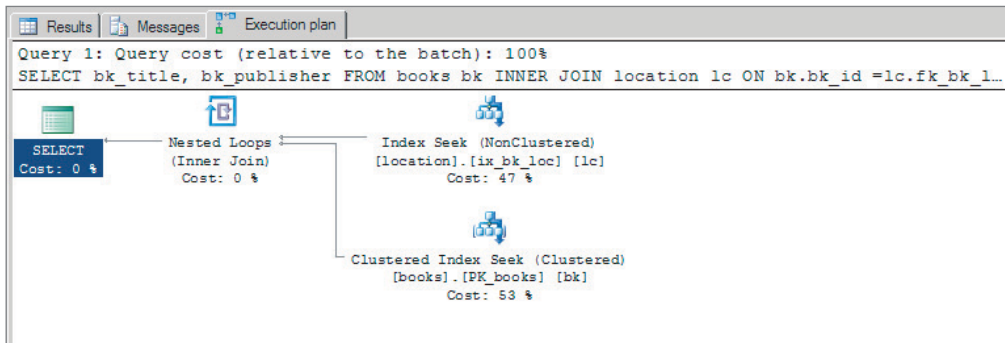 Results Messages Execution plan
Query 1: Query cost (relative to the batch): 100%
SELECT bk_title, bk_publisher FROM books bk INNER JOIN location lc ON bk.bk_id =lc.fk_bk_l…
SELECT
Cost: 0 %
Nested Loops
(Inner Join)
Cost: 0 %
Index Seek (NonClustered)
[location].[ix_bk_loc] [lc]
Cost: 47 %
Clustered Index Seek (Clustered)
[books].[PK_books] [bk]
Cost: 53 %